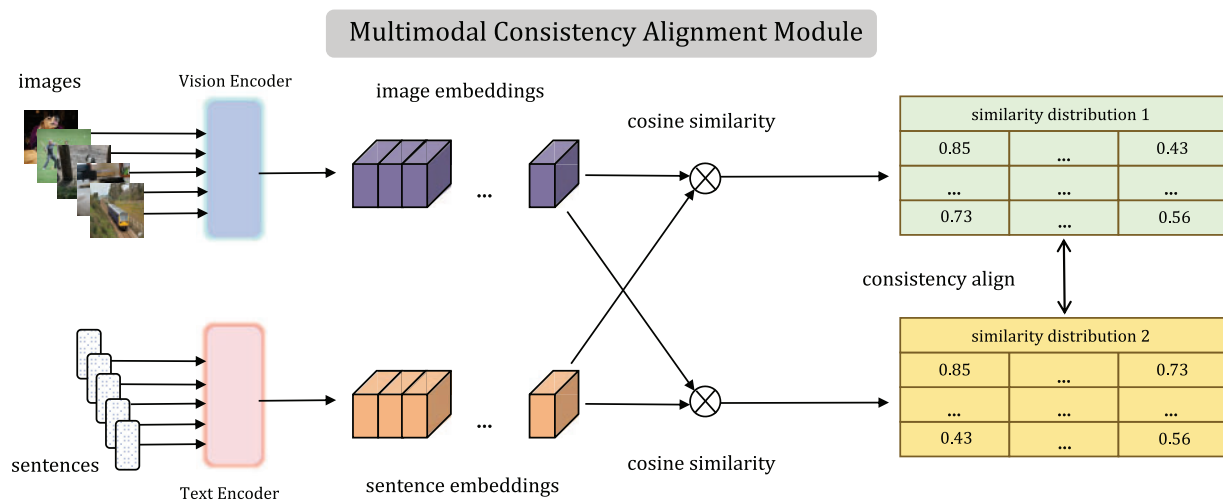 Multimodal Consistency Alignment Module
images
Vision Encoder
image embeddings
cosine similarity
...
similarity distribution 1
0.85 ... 0.43
... ... ...
0.73 ... 0.56
consistency align
sentences
Text Encoder
sentence embeddings
cosine similarity
...
similarity distribution 2
0.85 ... 0.73
... ... ...
0.43 ... 0.56